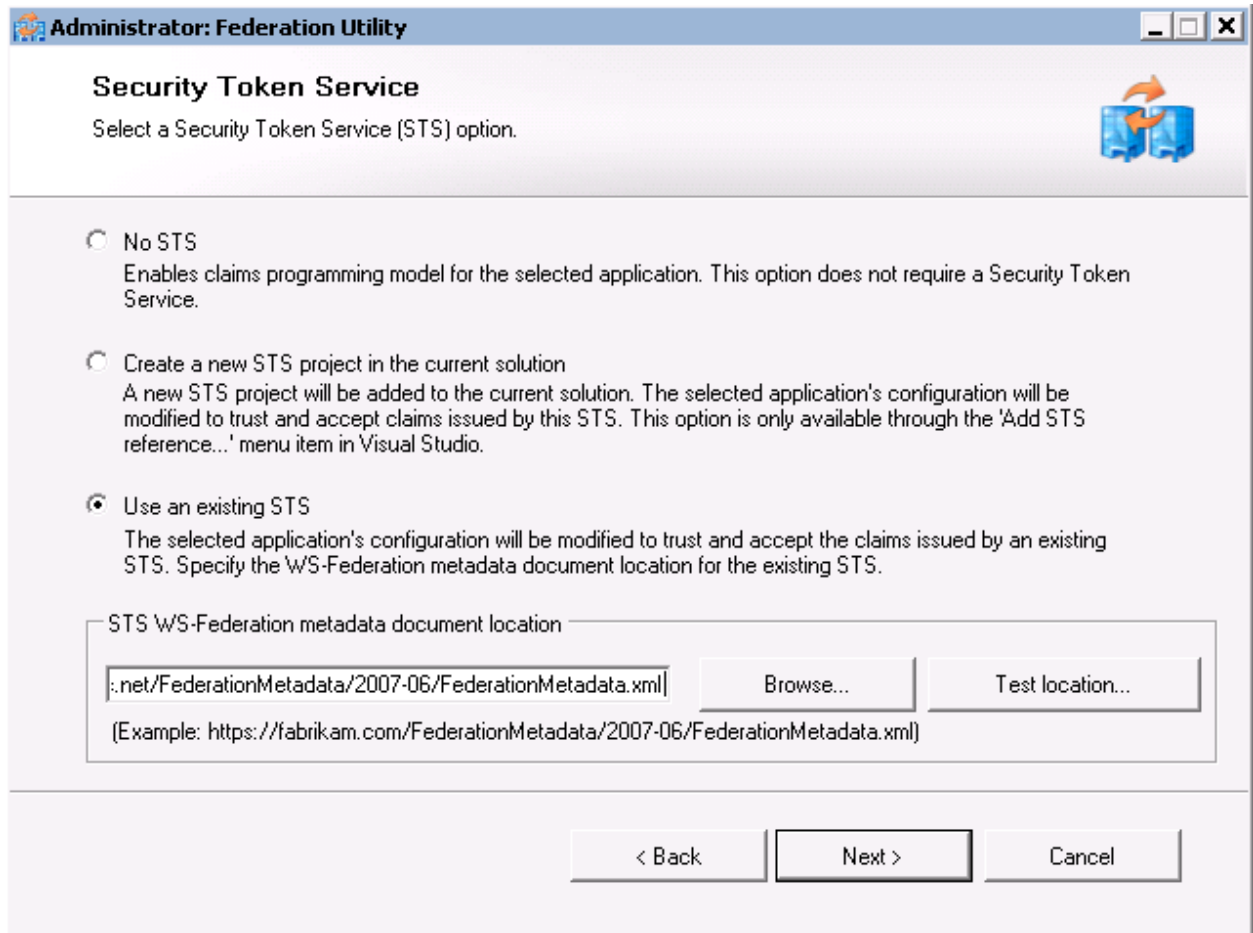 Administrator: Federation Utility
Security Token Service
Select a Security Token Service (STS) option.
No STS
Enables claims programming model for the selected application. This option does not require a Security Token
Service.
Create a new STS project in the current solution
A new STS project will be added to the current solution. The selected application's configuration will be
modified to trust and accept claims issued by this STS. This option is only available through the 'Add STS
reference...' menu item in Visual Studio.
Use an existing STS
The selected application's configuration will be modified to trust and accept the claims issued by an existing
STS. Specify the WS-Federation metadata document location for the existing STS.
STS WS-Federation metadata document location
.net/FederationMetadata/2007-06/FederationMetadata.xml
Browse...
Test location...
(Example: https://fabrikam.com/FederationMetadata/2007-06/FederationMetadata.xml)
< Back
Next >
Cancel